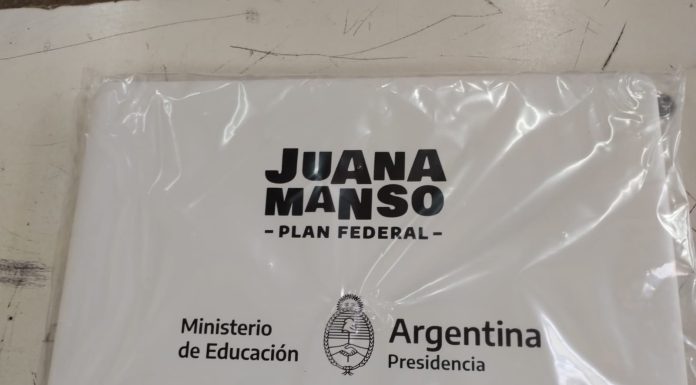 JUANA
MANSO
- PLAN FEDERAL -
Ministerio
de Educación
Argentina
Presidencia